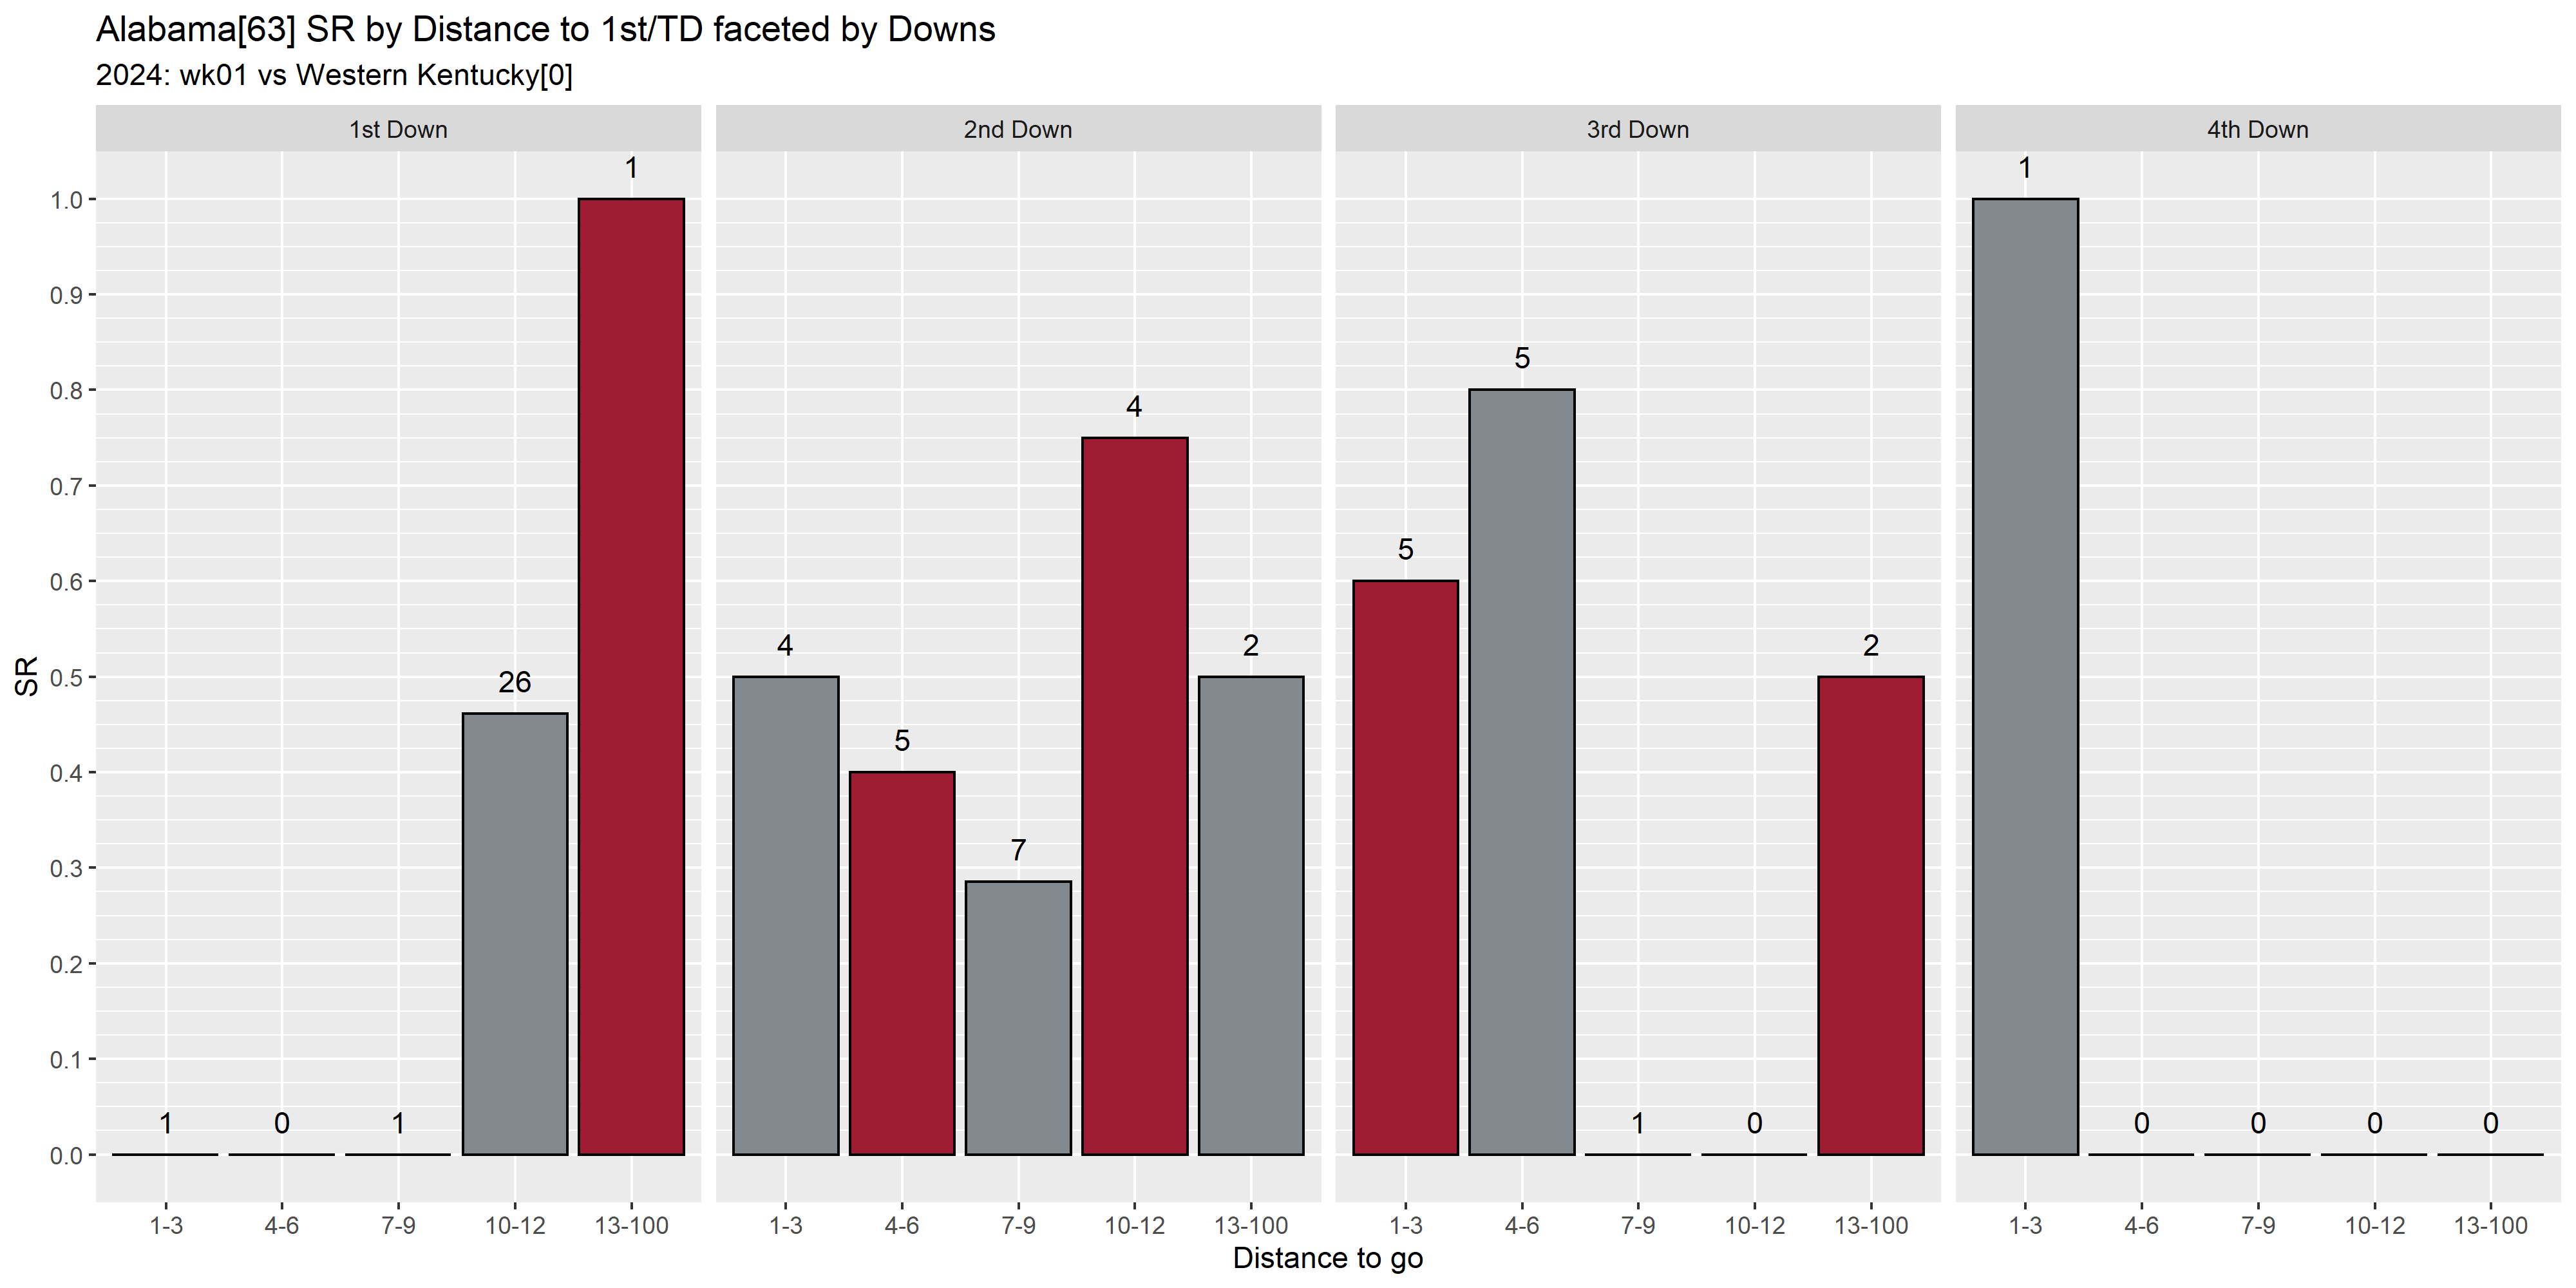 Alabama[63] SR by Distance to 1st/TD faceted by Downs
2024: wk01 vs Western Kentucky[0]
1st Down 2nd Down 3rd Down 4th Down
SR
1.0
0.9
0.8
0.7
0.6
0.5
0.4
0.3
0.2
0.1
0.0
1 0 1 26 1
4 5 7 4 2
5 5 1 0 2
1 0 0 0 0
1-3 4-6 7-9 10-12 13-100
1-3 4-6 7-9 10-12 13-100
1-3 4-6 7-9 10-12 13-100
1-3 4-6 7-9 10-12 13-100
Distance to go